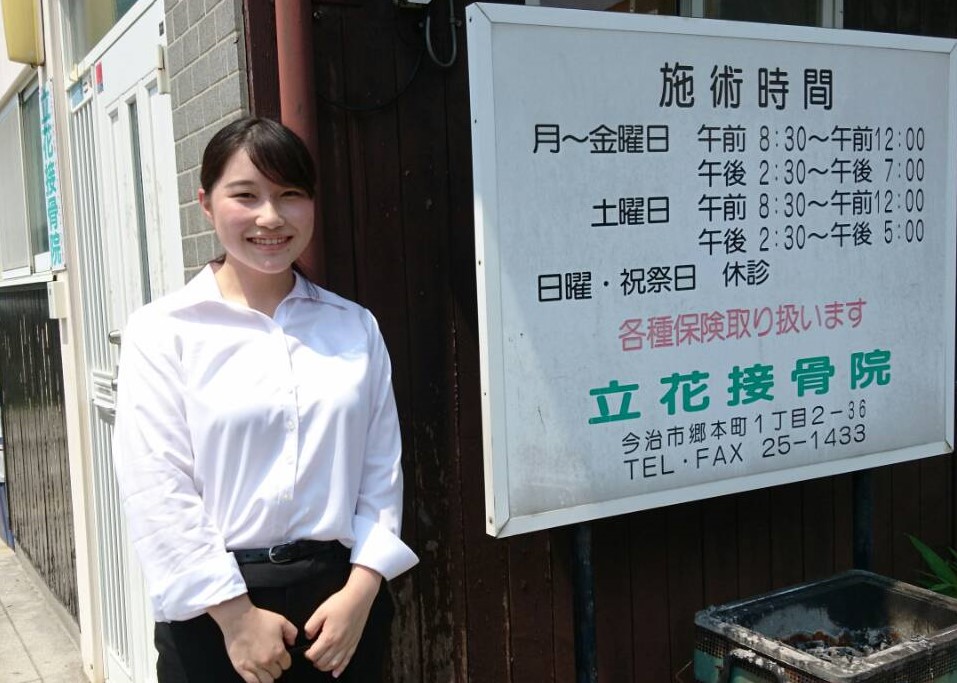 立花接骨院
施術時間
月～金曜日 午前 8:30～午前12:00
午後 2:30～午後 7:00
土曜日 午前 8:30～午前12:00
午後 2:30～午後 5:00
日曜・祝祭日 休診
各種保険取り扱います
立花接骨院
今治市郷本町1丁目2-36
TEL・FAX 25-1433